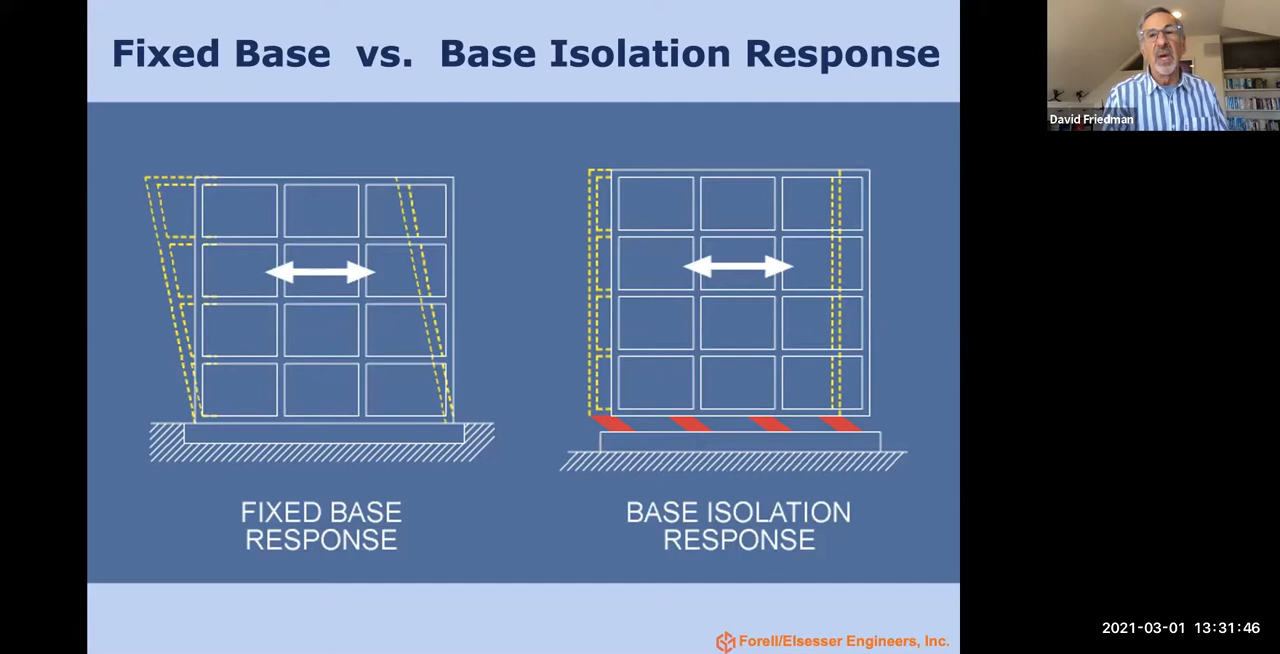 Fixed Base vs. Base Isolation Response
David Friedman
FIXED BASE
RESPONSE
BASE ISOLATION
RESPONSE
2021-03-01 13:31:46
Forell/Elsesser Engineers, Inc.